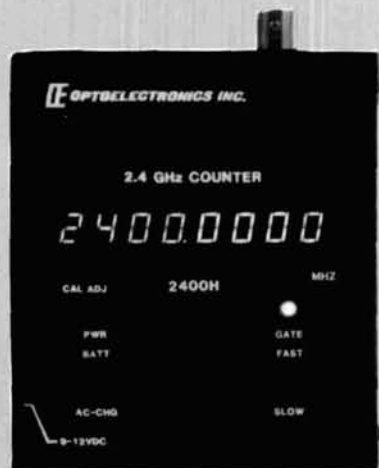 OPTOELECTRONICS INC.
2.4 GHz COUNTER
2400.0000
MHZ
CAL ADJ 2400H
PWR GATE
BATT FAST
AC-CHG SLOW
9-12VDC